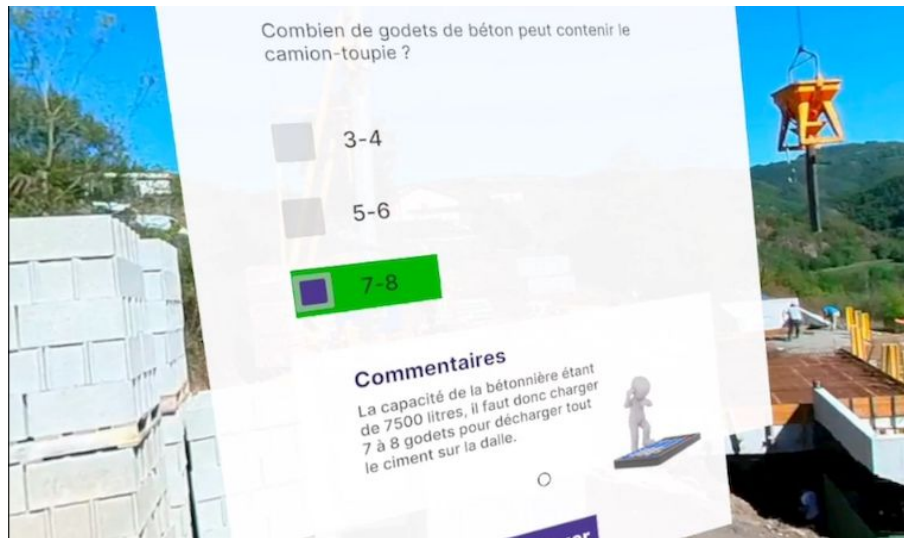 Combien de godets de béton peut contenir le
camion-toupie ?
3-4
5-6
7-8
Commentaires
La capacité de la bétonnière étant
de 7500 litres, il faut donc charger
7 à 8 godets pour décharger tout
le ciment sur la dalle.